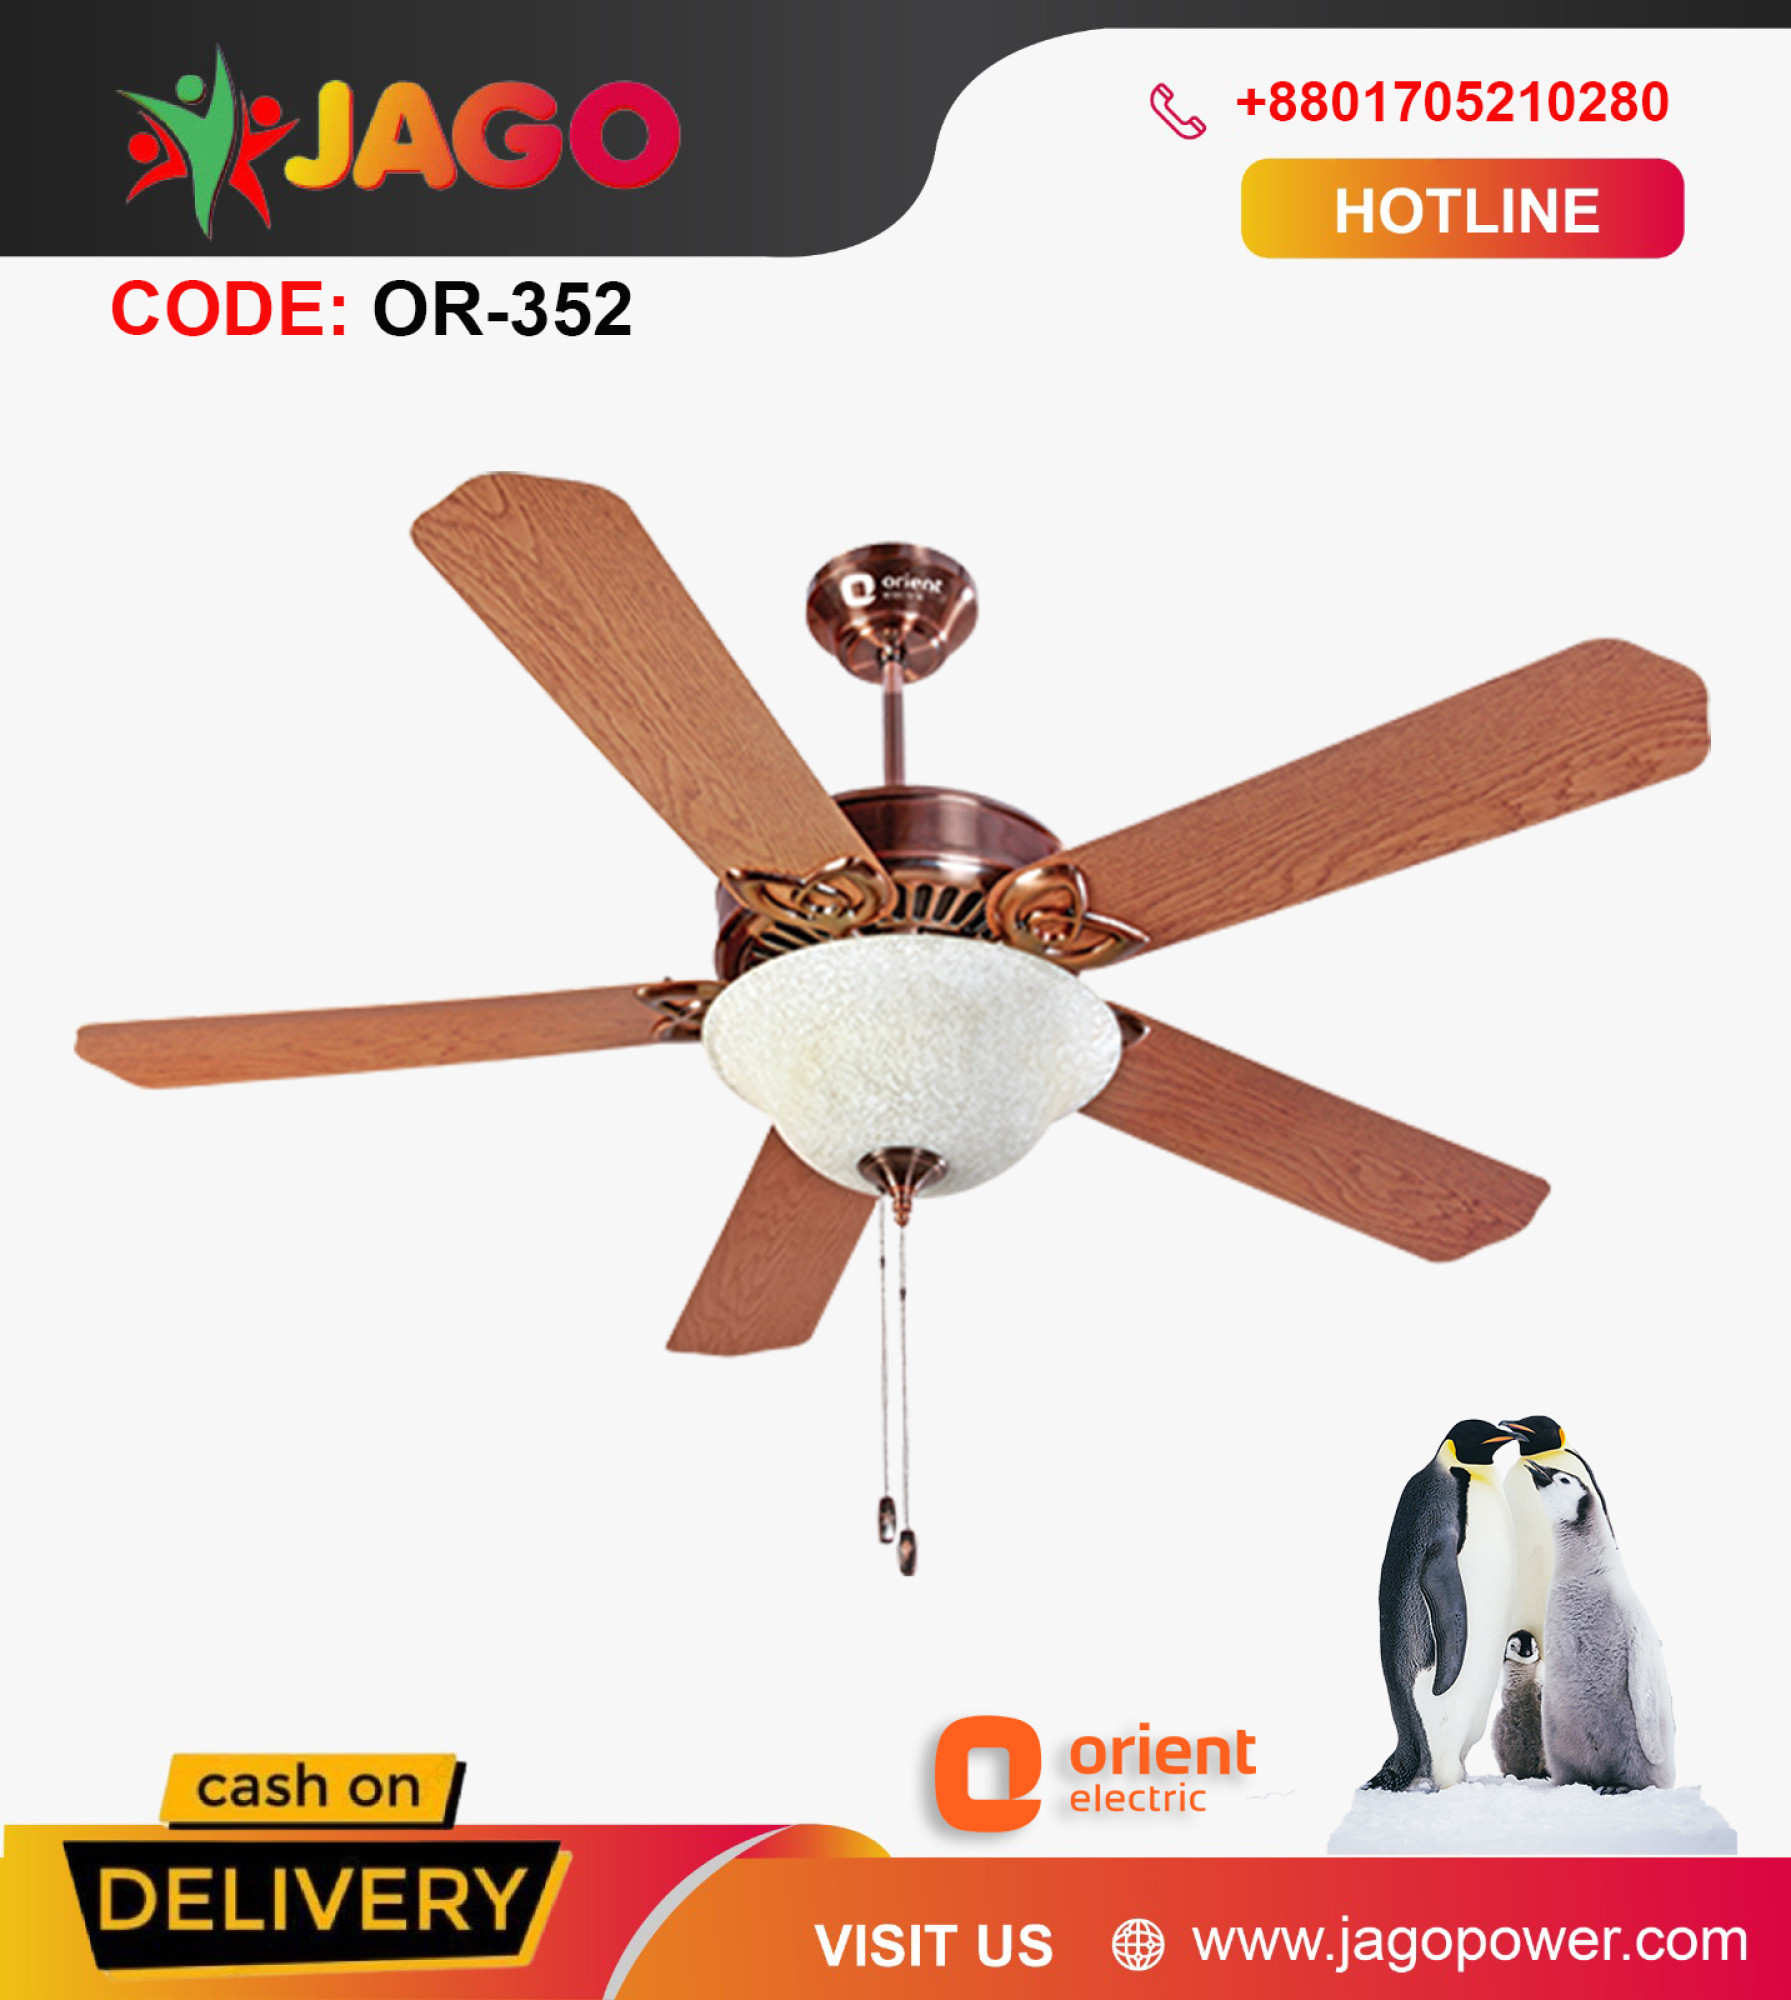 JAGO
+8801705210280
HOTLINE
CODE: OR-352
orient
orient
electric
cash on
DELIVERY
VISIT US
www.jagopower.com